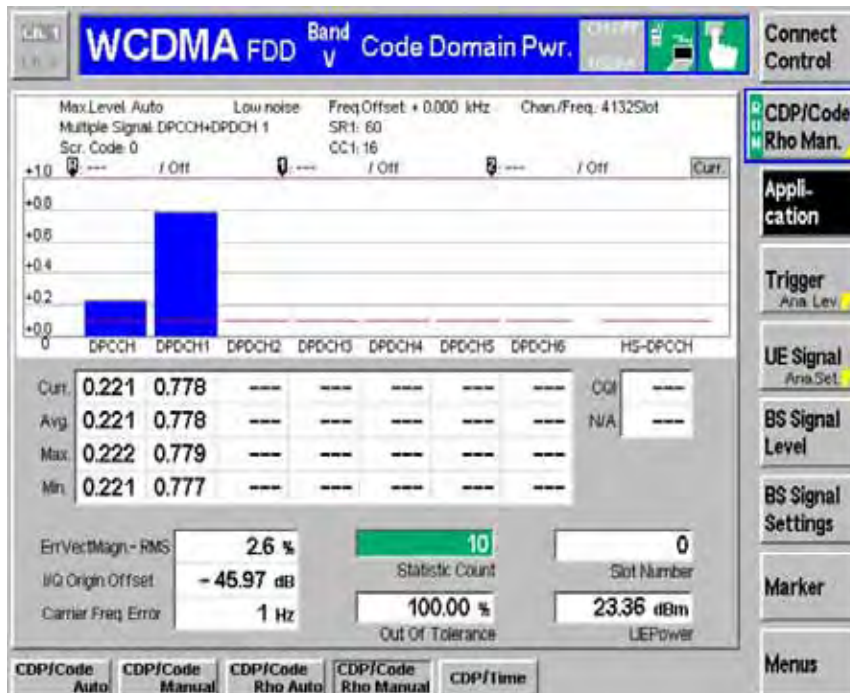 WCDMA FDD Band V Code Domain Pwr.
Connect Control
Max.Level: Auto Low noise Freq.Offset: + 0.000 kHz Chan./Freq.: 4132Slot
Multiple Signal: DPCCH+DPDCH 1 SR1: 60
Scr. Code: 0 CC1: 16
CDP/Code Rho Man.
RUN
+1.0 --- / Off 1: --- / Off 2: --- / Off Curr.
+0.8
+0.6
+0.4
+0.2
+0.0
0 DPCCH DPDCH1 DPDCH2 DPDCH3 DPDCH4 DPDCH5 DPDCH6 HS-DPCCH
Appli-cation
Trigger
Ana. Lev.
UE Signal
Ana.Set.
Curr. 0.221 0.778 --- --- --- --- --- CQI ---
Avg. 0.221 0.778 --- --- --- --- --- N/A ---
Max. 0.222 0.779 --- --- --- --- ---
Min. 0.221 0.777 --- --- --- --- ---
BS Signal Level
BS Signal Settings
ErrVectMagn.- RMS 2.6 % 10 0
Statistic Count Slot Number
I/Q Origin Offset - 45.97 dB
Carrier Freq. Error 1 Hz 100.00 % 23.36 dBm
Out Of Tolerance UEPower
Marker
Menus
CDP/Code Auto
CDP/Code Manual
CDP/Code Rho Auto
CDP/Code Rho Manual
CDP/Time